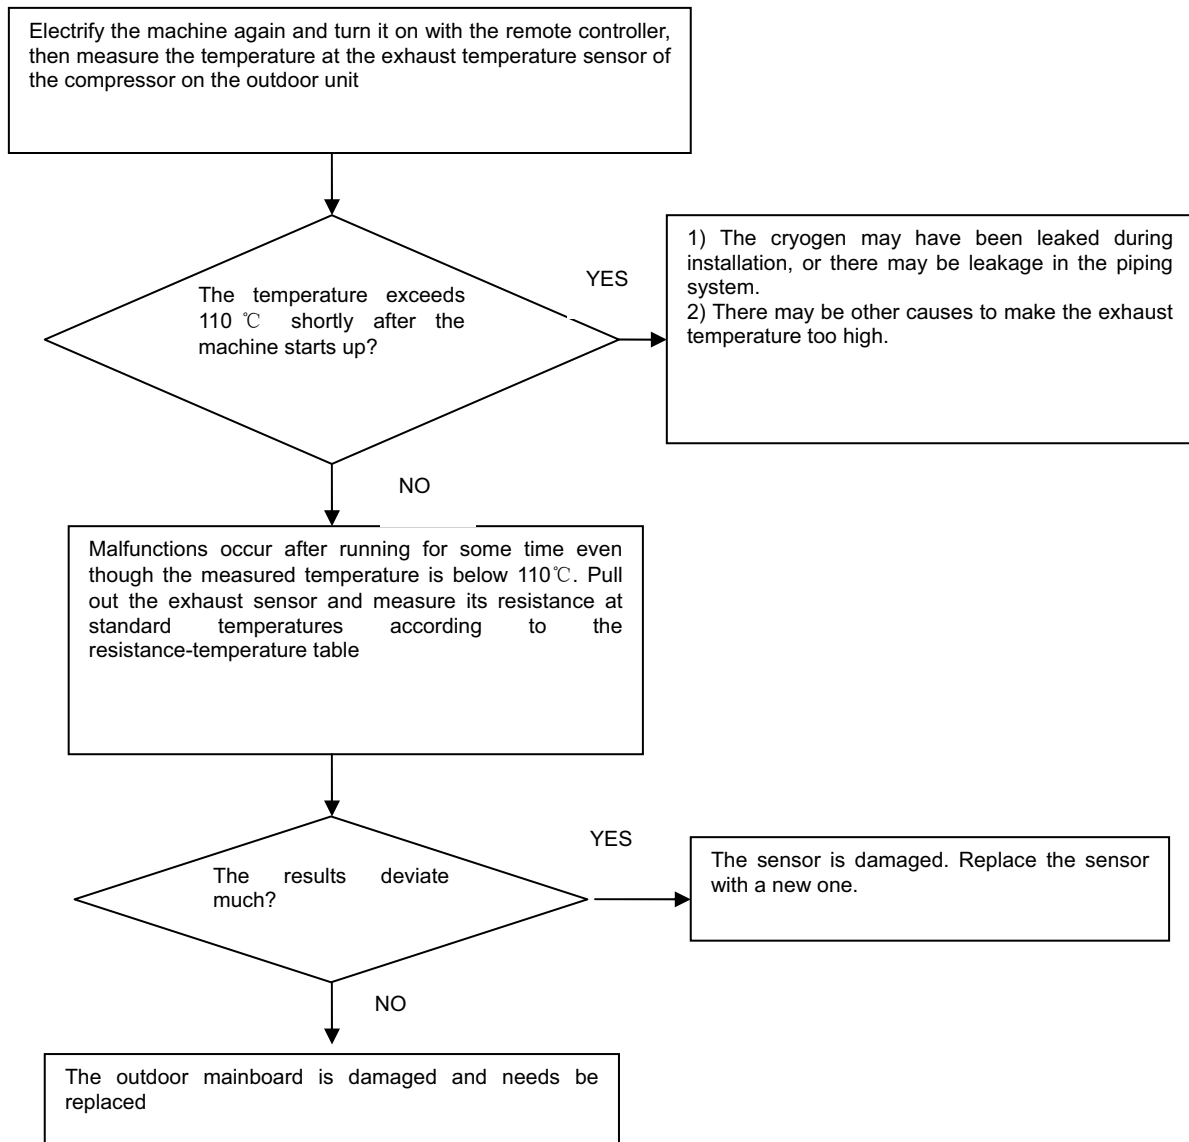 Electrify the machine again and turn it on with the remote controller,
then measure the temperature at the exhaust temperature sensor of
the compressor on the outdoor unit
The temperature exceeds
110 ℃ shortly after the
machine starts up?
YES
1) The cryogen may have been leaked during
installation, or there may be leakage in the piping
system.
2) There may be other causes to make the exhaust
temperature too high.
NO
Malfunctions occur after running for some time even
though the measured temperature is below 110℃. Pull
out the exhaust sensor and measure its resistance at
standard temperatures according to the
resistance-temperature table
The results deviate
much?
YES
The sensor is damaged. Replace the sensor
with a new one.
NO
The outdoor mainboard is damaged and needs be
replaced